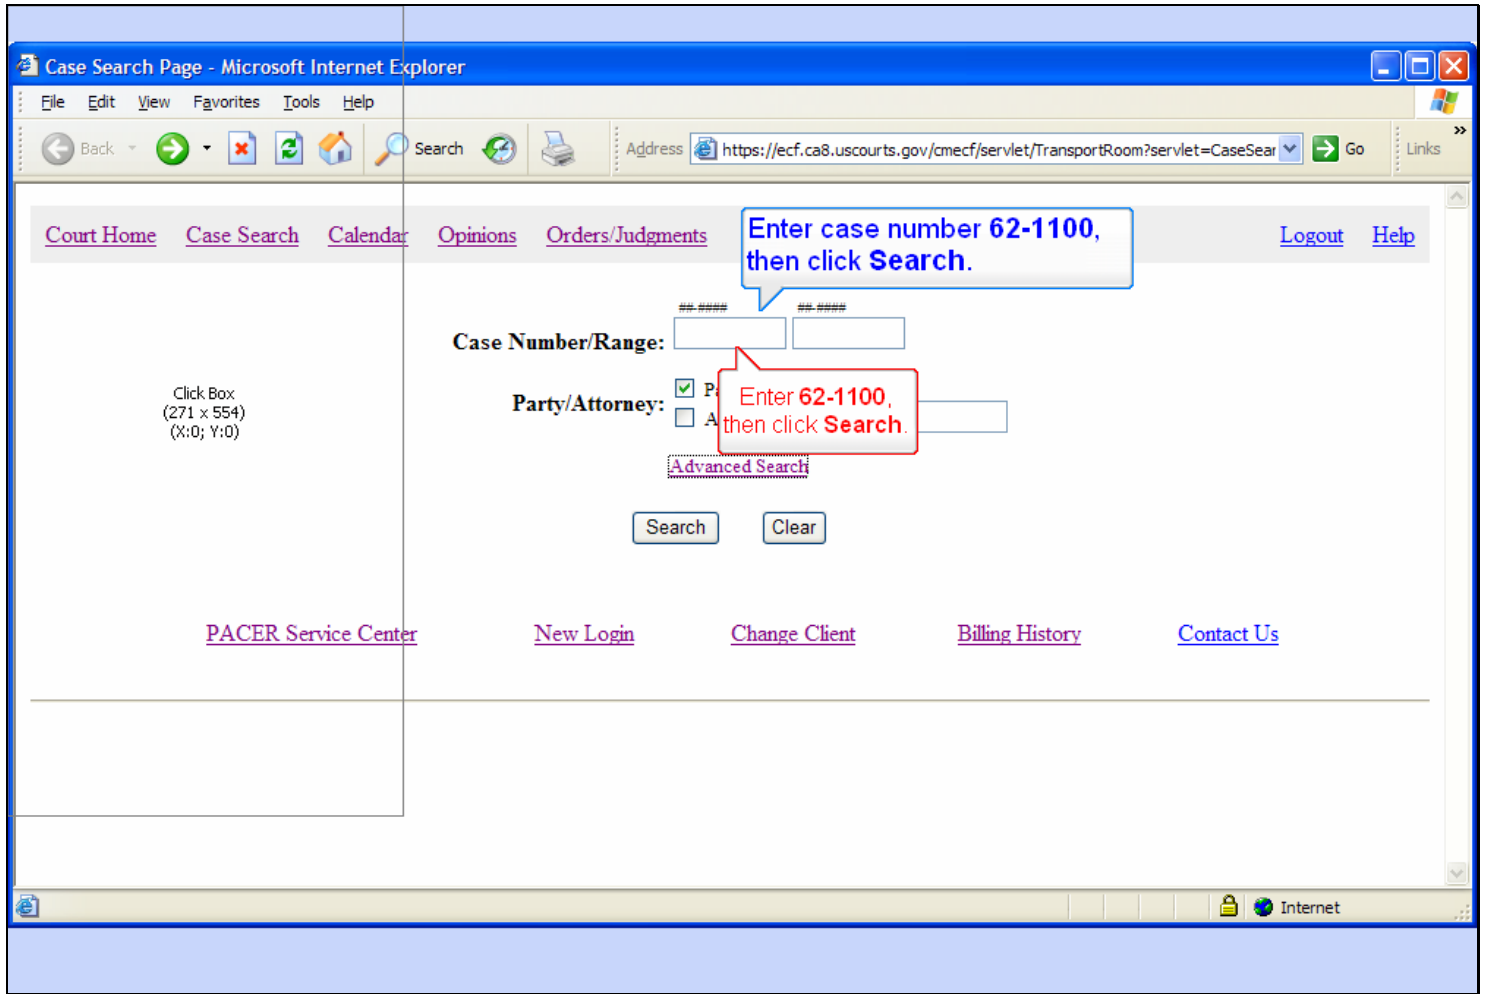 Case Search Page - Microsoft Internet Explorer
File Edit View Favorites Tools Help
Back Search Address https://ecf.ca8.uscourts.gov/cmecf/servlet/TransportRoom?servlet=CaseSear Go Links »
Court Home Case Search Calendar Opinions Orders/Judgments Logout Help
Enter case number 62-1100,
then click Search.
##-#### ##-####
Case Number/Range:
Click Box
(271 x 554)
(X:0; Y:0)
Party/Attorney:
Enter 62-1100,
then click Search.
Advanced Search
Search Clear
PACER Service Center New Login Change Client Billing History Contact Us
Internet